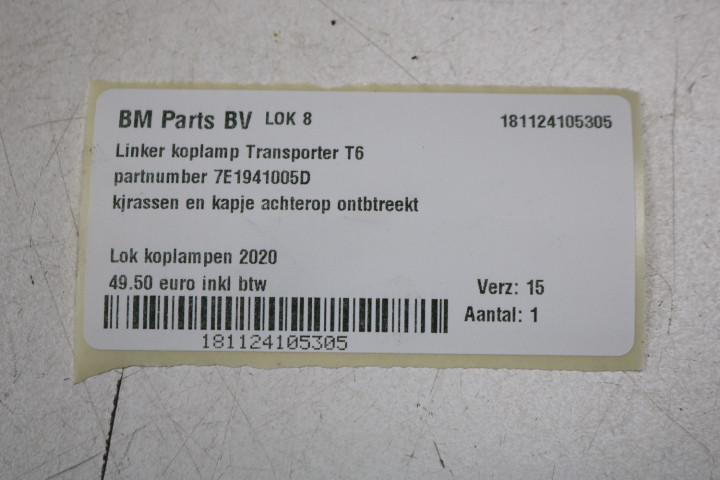 BM Parts BV LOK 8 181124105305
Linker koplamp Transporter T6
partnumber 7E1941005D
kjrassen en kapje achterop ontbtreekt
Lok koplampen 2020
49.50 euro inkl btw Verz: 15
Aantal: 1
181124105305